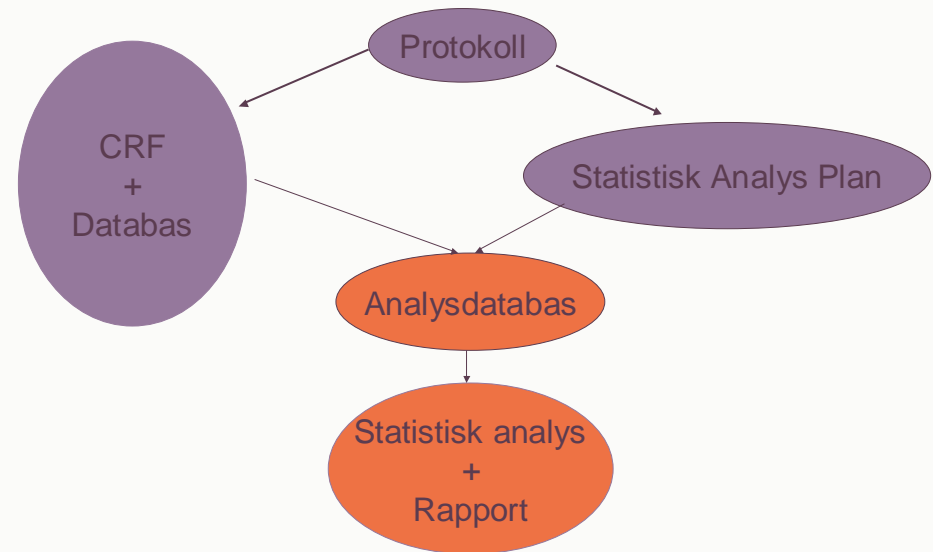 Protokoll
CRF
+
Databas
Statistisk Analys Plan
Analysdatabas
Statistisk analys
+
Rapport